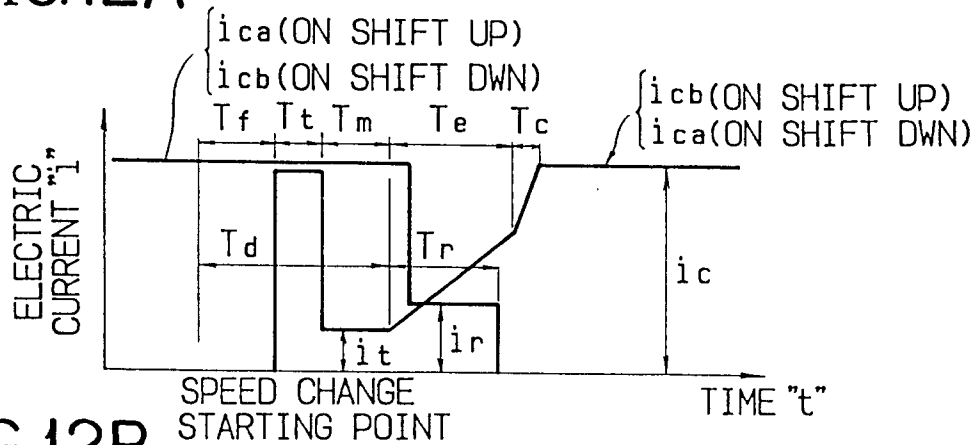 ica(ON SHIFT UP)
icb(ON SHIFT DWN)
icb(ON SHIFT UP)
ica(ON SHIFT DWN)
Tf Tt Tm Te Tc
ELECTRIC
CURRENT "i"
Td Tr
ic
it ir
SPEED CHANGE
STARTING POINT
TIME "t"
12B